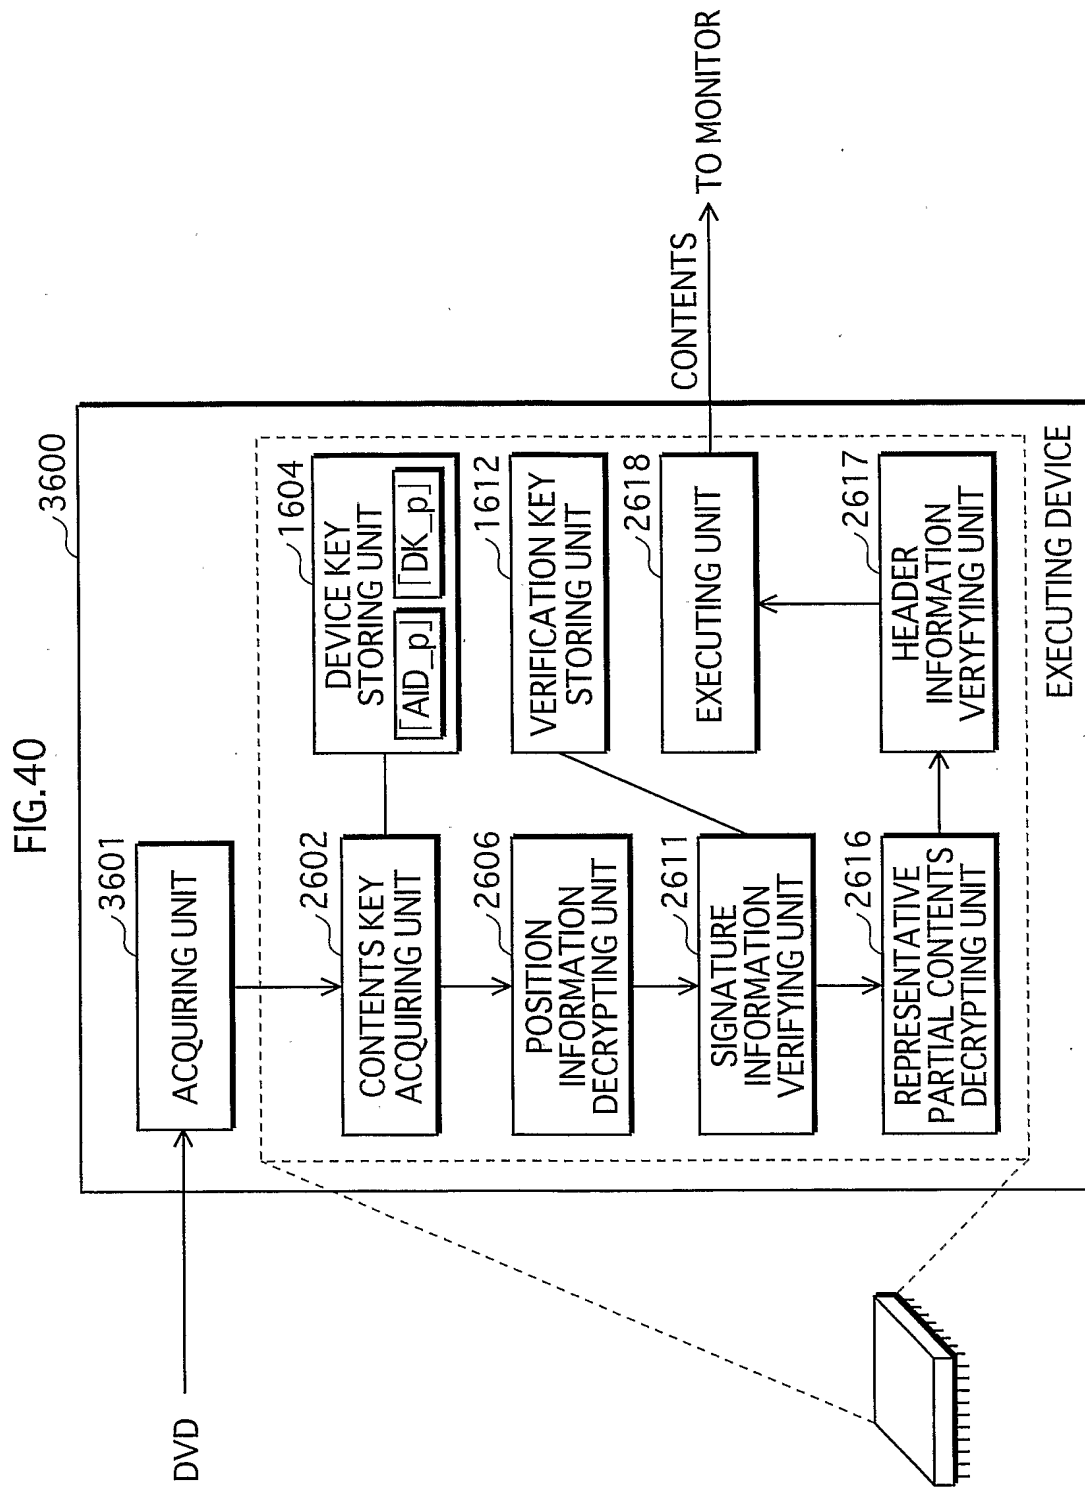 FIG.40
3600
DVD
3601
ACQUIRING UNIT
2602
CONTENTS KEY
ACQUIRING UNIT
1604
DEVICE KEY
STORING UNIT
「AID_p」
「DK_p」
2606
POSITION
INFORMATION
DECRYPTING UNIT
1612
VERIFICATION KEY
STORING UNIT
2611
SIGNATURE
INFORMATION
VERIFYING UNIT
2618
EXECUTING UNIT
CONTENTS
TO MONITOR
2616
REPRESENTATIVE
PARTIAL CONTENTS
DECRYPTING UNIT
2617
HEADER
INFORMATION
VERYFYING UNIT
EXECUTING DEVICE